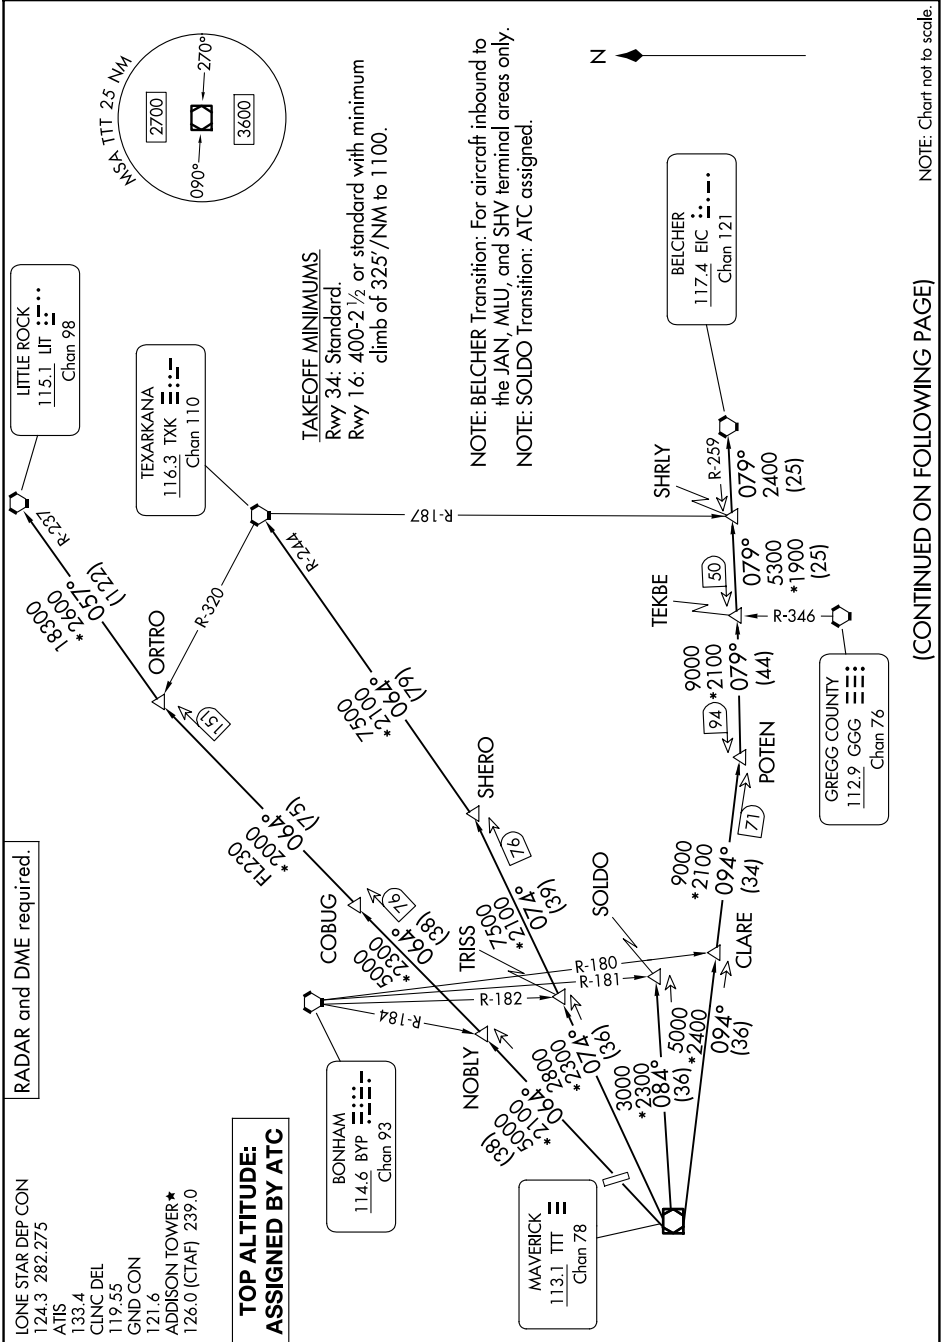 LONE STAR DEP CON
124.3 282.275
ATIS
133.4
CLNC DEL
119.55
GND CON
121.6
ADDISON TOWER★
126.0 (CTAF) 239.0
RADAR and DME required.
TOP ALTITUDE:
ASSIGNED BY ATC
MSA TTT 25 NM
2700
090°
270°
3600
LITTLE ROCK
115.1 LIT
Chan 98
TEXARKANA
116.3 TXK
Chan 110
TAKEOFF MINIMUMS
Rwy 34: Standard.
Rwy 16: 400-2½ or standard with minimum
climb of 325'/NM to 1100.
NOTE: BELCHER Transition: For aircraft inbound to
the JAN, MLU, and SHV terminal areas only.
NOTE: SOLDO Transition: ATC assigned.
N
BONHAM
114.6 BYP
Chan 93
MAVERICK
113.1 TTT
Chan 78
BELCHER
117.4 EIC
Chan 121
GREGG COUNTY
112.9 GGG
Chan 76
R-237
18300
*2600
057°
(122)
ORTRO
R-320
151
FL230
*2000
064°
(75)
COBUG
76
5000
*2300
064°
(38)
NOBLY
R-184
(38)
5000
*2100
064°
R-244
7500
*2100
064°
(79)
SHERO
76
7500
*2100
074°
(39)
TRISS
R-182
2800
*2300
074°
(36)
R-181
SOLDO
3000
*2300
084°
(36)
R-180
CLARE
5000
*2400
094°
(36)
9000
*2100
094°
(34)
71
POTEN
94
9000
*2100
079°
(44)
TEKBE
R-346
50
079°
5300
*1900
(25)
R-187
SHRLY
R-259
079°
2400
(25)
(CONTINUED ON FOLLOWING PAGE)
NOTE: Chart not to scale.